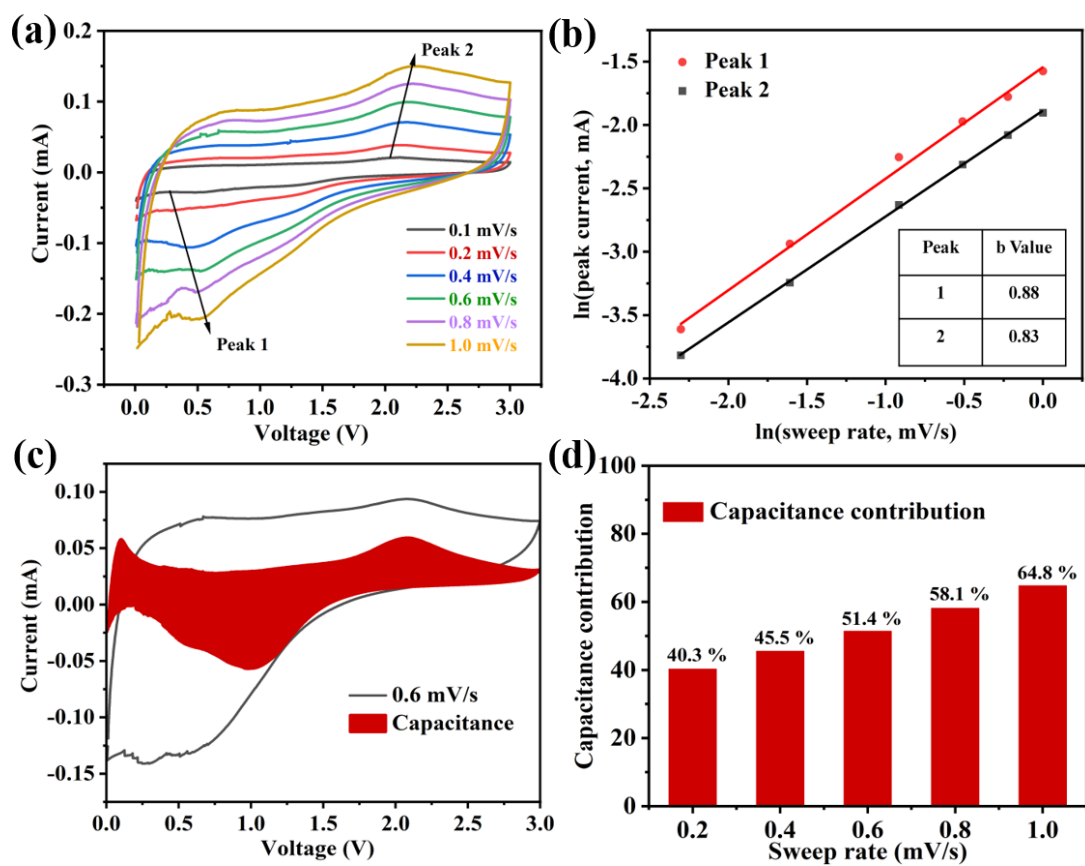 (a)
Current (mA)
0.2
0.1
0.0
-0.1
-0.2
-0.3
Peak 2
Peak 1
0.1 mV/s
0.2 mV/s
0.4 mV/s
0.6 mV/s
0.8 mV/s
1.0 mV/s
0.0 0.5 1.0 1.5 2.0 2.5 3.0
Voltage (V)
(b)
ln(peak current, mA)
-1.5
-2.0
-2.5
-3.0
-3.5
-4.0
Peak 1
Peak 2
Peak b Value
1 0.88
2 0.83
-2.5 -2.0 -1.5 -1.0 -0.5 0.0
ln(sweep rate, mV/s)
(c)
Current (mA)
0.10
0.05
0.00
-0.05
-0.10
-0.15
0.6 mV/s
Capacitance
0.0 0.5 1.0 1.5 2.0 2.5 3.0
Voltage (V)
(d)
Capacitance contribution
100
80
60
40
20
0
Capacitance contribution
40.3 %
45.5 %
51.4 %
58.1 %
64.8 %
0.2 0.4 0.6 0.8 1.0
Sweep rate (mV/s)